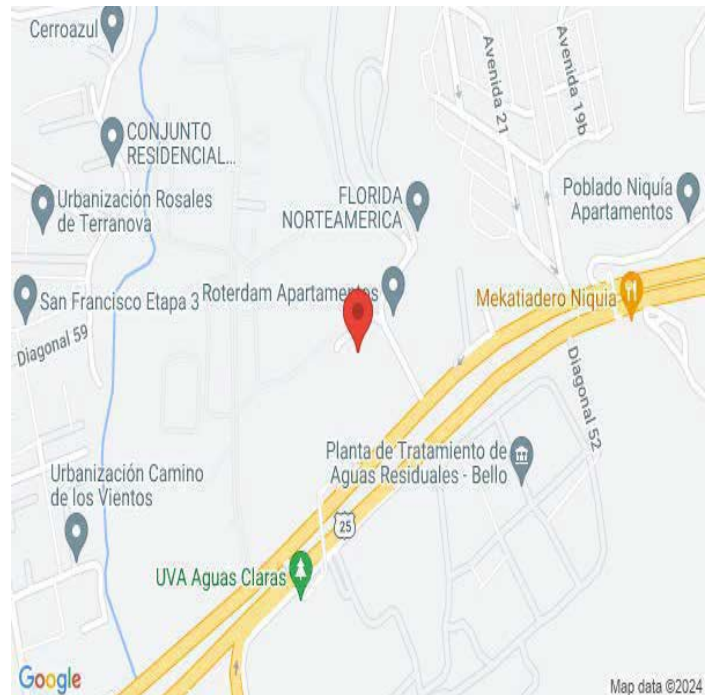 Cerroazul
CONJUNTO
RESIDENCIAL...
Urbanización Rosales
de Terranova
San Francisco Etapa 3
Diagonal 59
Urbanización Camino
de los Vientos
FLORIDA
NORTEAMERICA
Roterdam Apartamentos
Avenida 21
Avenida 19b
Poblado Niquía
Apartamentos
Mekatiadero Niquia
Diagonal 52
Planta de Tratamiento de
Aguas Residuales - Bello
25
UVA Aguas Claras
Google
Map data ©2024